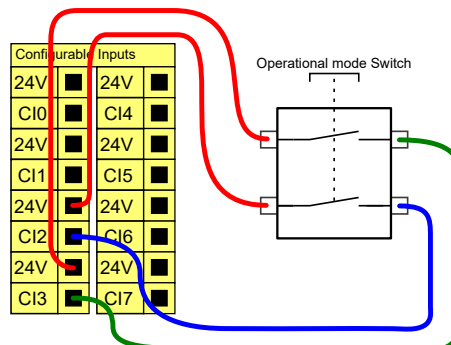 Configurable Inputs
24V 24V
CI0 CI4
24V 24V
CI1 CI5
24V 24V
CI2 CI6
24V 24V
CI3 CI7
Operational mode Switch